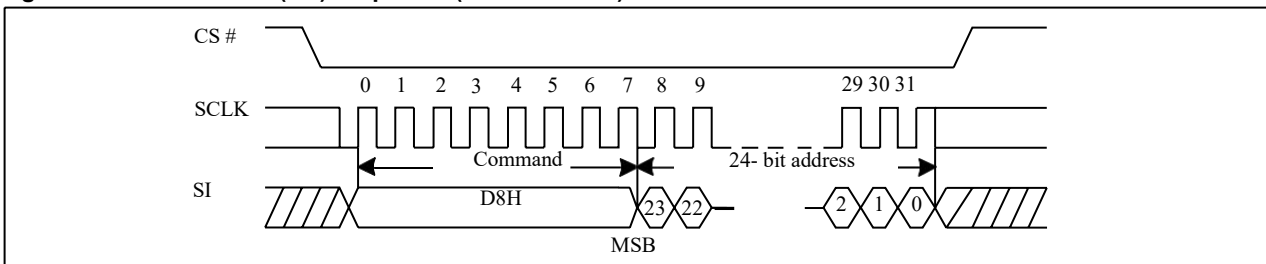 CS #
0 1 2 3 4 5 6 7 8 9 29 30 31
SCLK
Command 24- bit address
SI
D8H
23 22 2 1 0
MSB